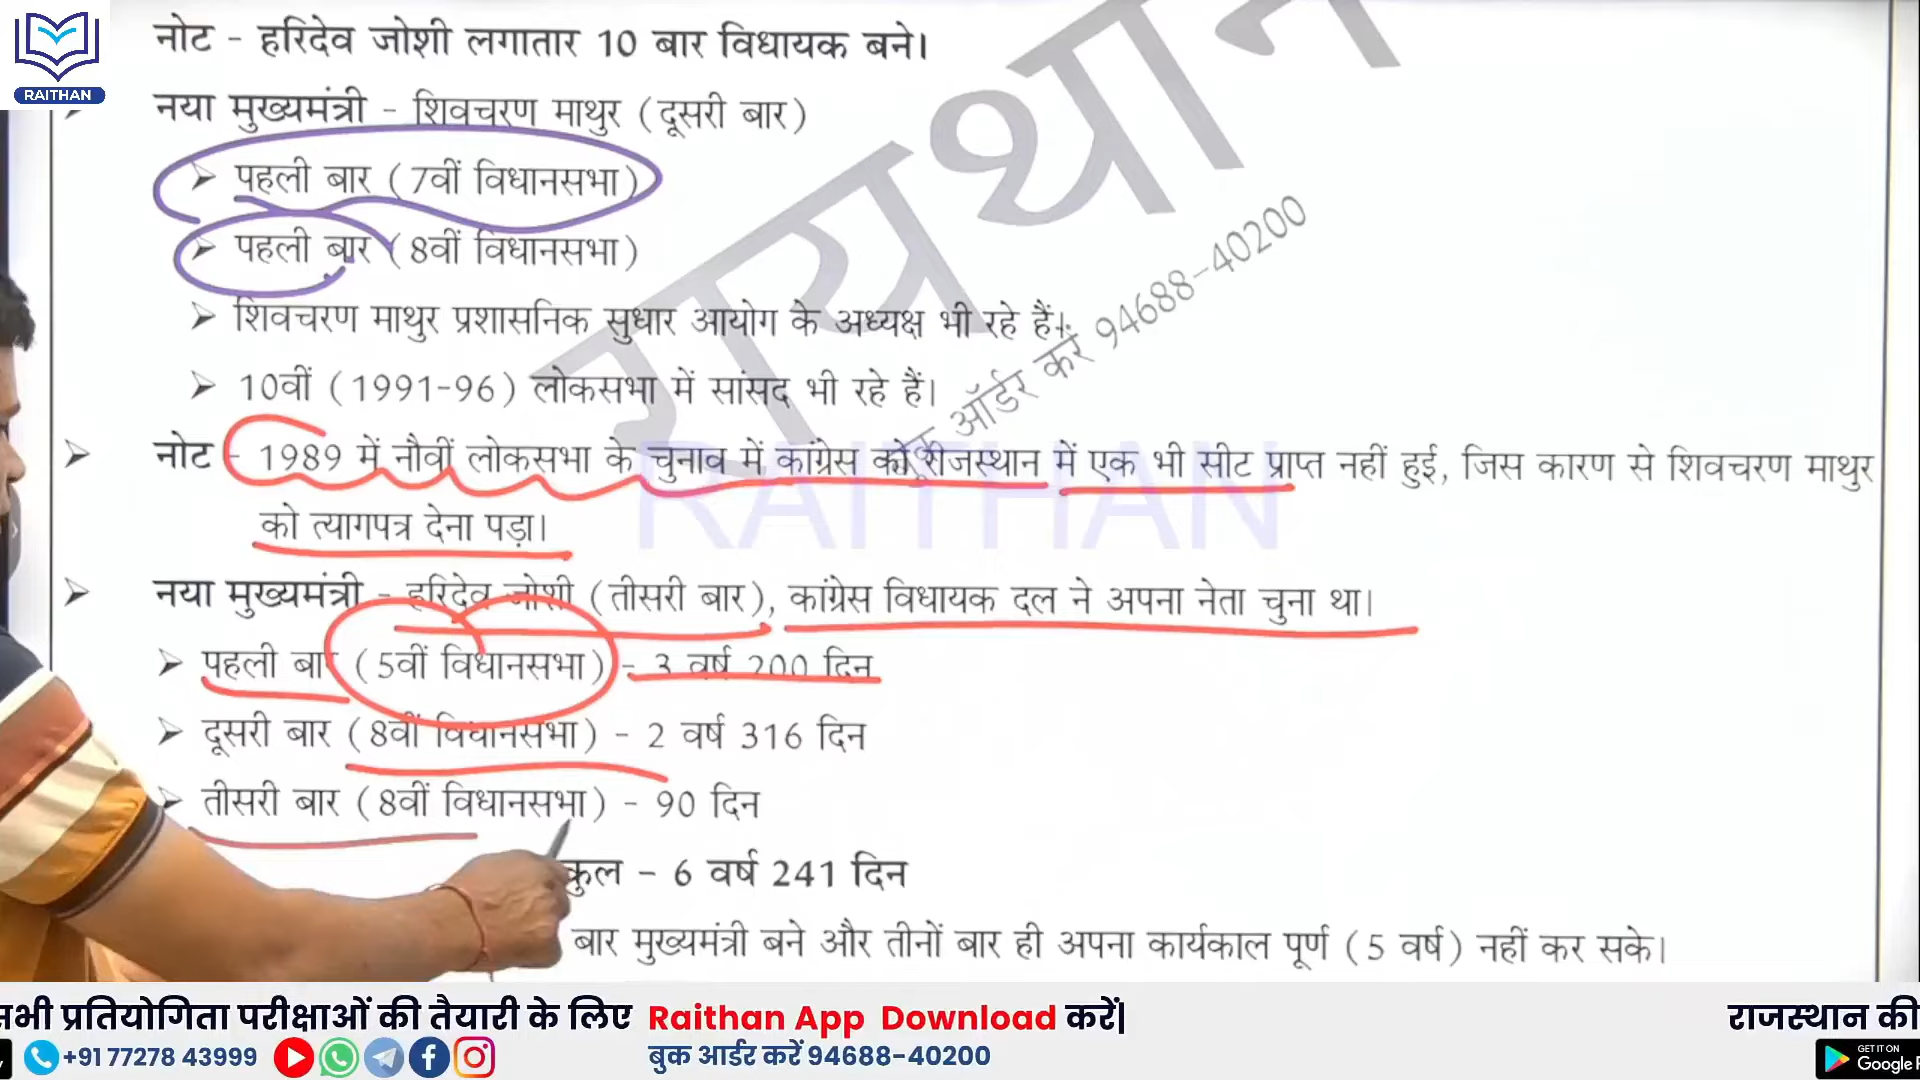 नोट - हरिदेव जोशी लगातार 10 बार विधायक बने।
RAITHAN
नया मुख्यमंत्री - शिवचरण माथुर (दूसरी बार)
पहली बार (7वीं विधानसभा)
पहली बार (8वीं विधानसभा)
शिवचरण माथुर प्रशासनिक सुधार आयोग के अध्यक्ष भी रहे हैं।
10वीं (1991-96) लोकसभा में सांसद भी रहे हैं।
रायथान
बुक ऑर्डर करें 94688-40200
RAITHAN
नोट - 1989 में नौवीं लोकसभा के चुनाव में कांग्रेस को राजस्थान में एक भी सीट प्राप्त नहीं हुई, जिस कारण से शिवचरण माथुर
को त्यागपत्र देना पड़ा।
नया मुख्यमंत्री - हरिदेव जोशी (तीसरी बार), कांग्रेस विधायक दल ने अपना नेता चुना था।
पहली बार (5वीं विधानसभा) - 3 वर्ष 200 दिन
दूसरी बार (8वीं विधानसभा) - 2 वर्ष 316 दिन
तीसरी बार (8वीं विधानसभा) - 90 दिन
कुल - 6 वर्ष 241 दिन
बार मुख्यमंत्री बने और तीनों बार ही अपना कार्यकाल पूर्ण (5 वर्ष) नहीं कर सके।
सभी प्रतियोगिता परीक्षाओं की तैयारी के लिए Raithan App Download करें|
राजस्थान की
+91 77278 43999
बुक आर्डर करें 94688-40200
GET IT ON
Google